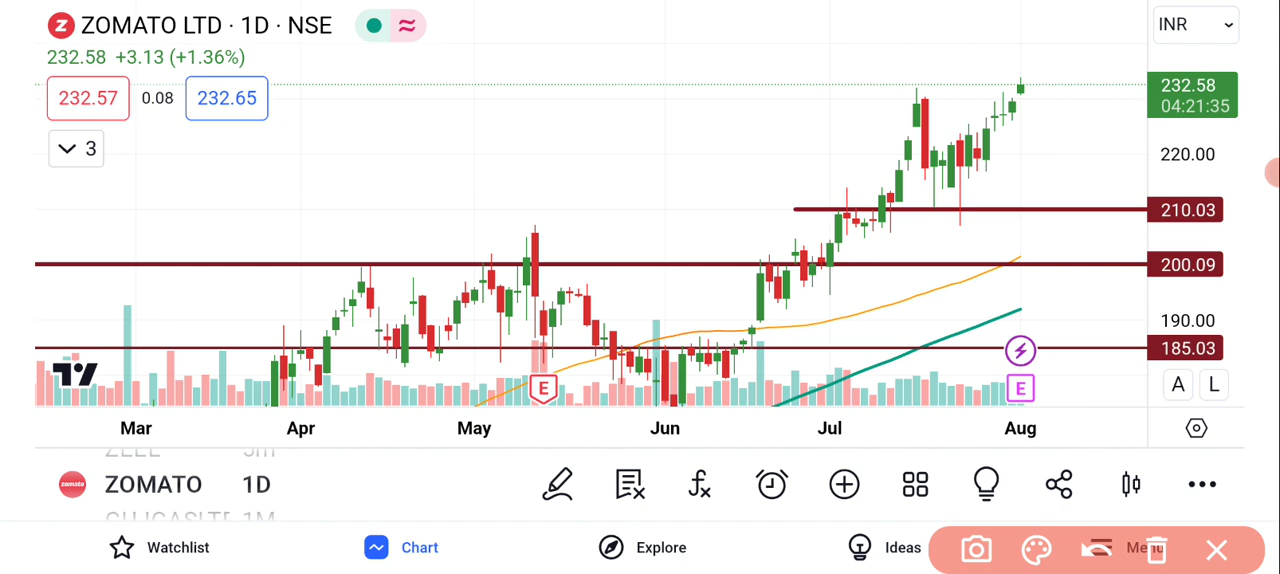 Z ZOMATO LTD · 1D · NSE
INR
232.58 +3.13 (+1.36%)
232.57 0.08 232.65
3
232.58
04:21:35
220.00
210.03
200.09
190.00
185.03
E
E
A L
Mar Apr May Jun Jul Aug
zomato ZOMATO 1D
Watchlist Chart Explore Ideas Menu